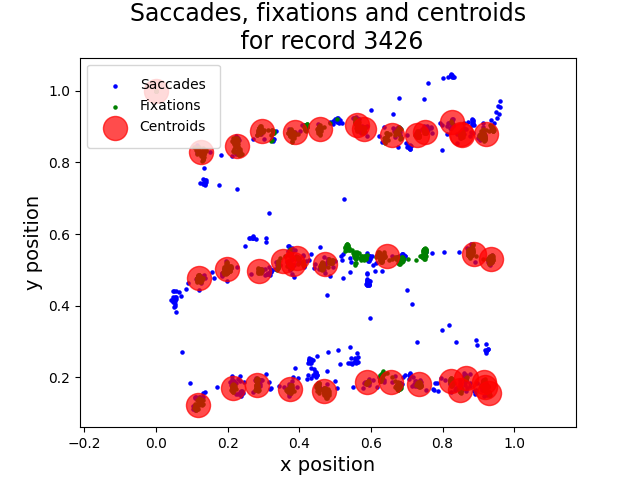 Saccades, fixations and centroids
for record 3426
Saccades
Fixations
Centroids
y position
1.0
0.8
0.6
0.4
0.2
−0.2
0.0
0.2
0.4
0.6
0.8
1.0
x position